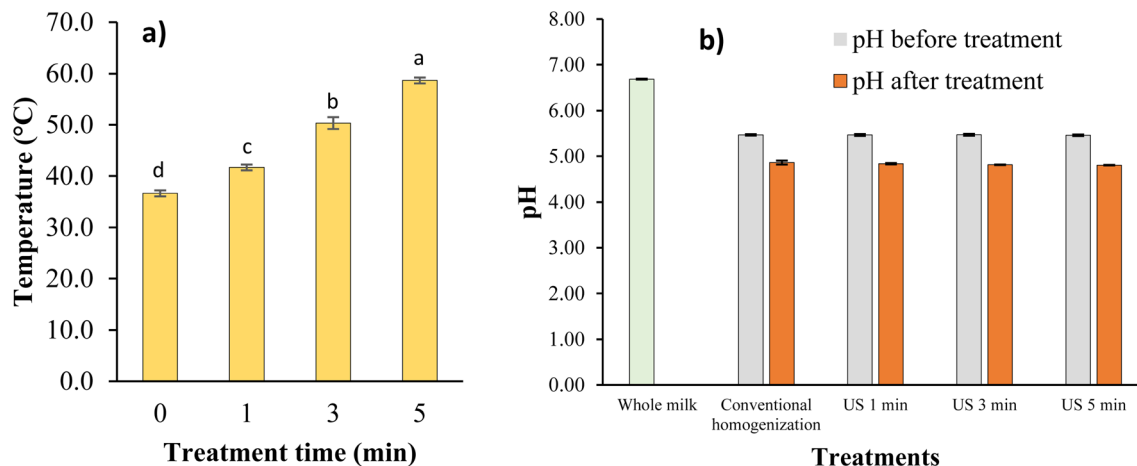 a)
70.0
60.0
50.0
40.0
30.0
20.0
10.0
0.0
Temperature (°C)
d
c
b
a
0 1 3 5
Treatment time (min)
b)
pH before treatment
pH after treatment
8.00
7.00
6.00
5.00
4.00
3.00
2.00
1.00
0.00
pH
Whole milk
Conventional
homogenization
US 1 min
US 3 min
US 5 min
Treatments